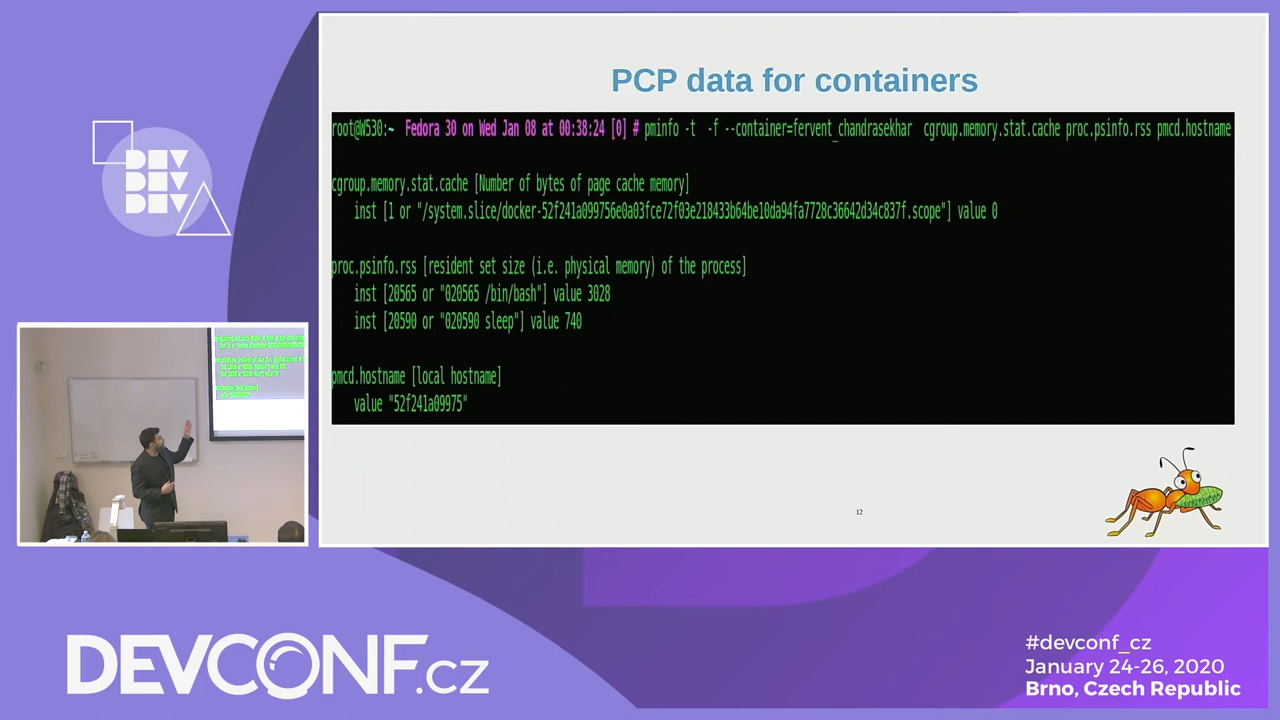 PCP data for containers
root@W530:~ Fedora 30 on Wed Jan 08 at 00:38:24 [0] # pminfo -t -f --container=fervent_chandrasekhar cgroup.memory.stat.cache proc.psinfo.rss pmcd.hostname
cgroup.memory.stat.cache [Number of bytes of page cache memory]
inst [1 or "/system.slice/docker-52f241a099756e0a03fce72f03e218433b64be10da94fa7728c36642d34c837f.scope"] value 0
proc.psinfo.rss [resident set size (i.e. physical memory) of the process]
inst [20565 or "020565 /bin/bash"] value 3028
inst [20590 or "020590 sleep"] value 740
pmcd.hostname [local hostname]
value "52f241a09975"
12
DEV
DEV
DEV
DEVCONF.cz
#devconf_cz
January 24-26, 2020
Brno, Czech Republic